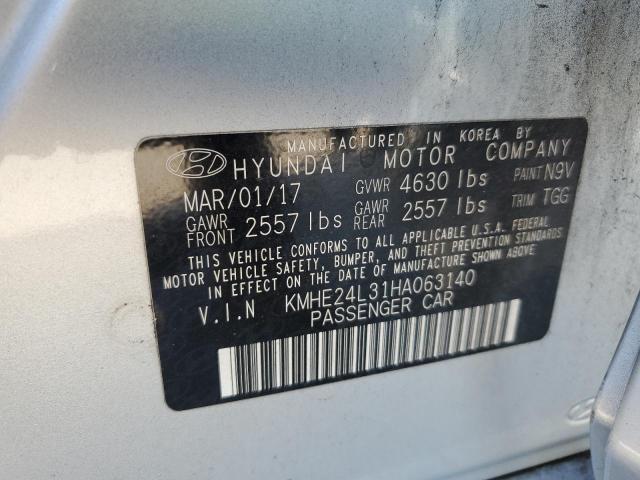 MANUFACTURED IN KOREA BY
HYUNDAI MOTOR COMPANY
MAR/01/17 GVWR 4630 lbs PAINT N9V
GAWR FRONT 2557 lbs GAWR REAR 2557 lbs TRIM TGG
THIS VEHICLE CONFORMS TO ALL APPLICABLE U.S.A. FEDERAL
MOTOR VEHICLE SAFETY, BUMPER, AND THEFT PREVENTION STANDARDS
IN EFFECT ON THE DATE OF MANUFACTURE SHOWN ABOVE.
V.I.N KMHE24L31HA063140
PASSENGER CAR